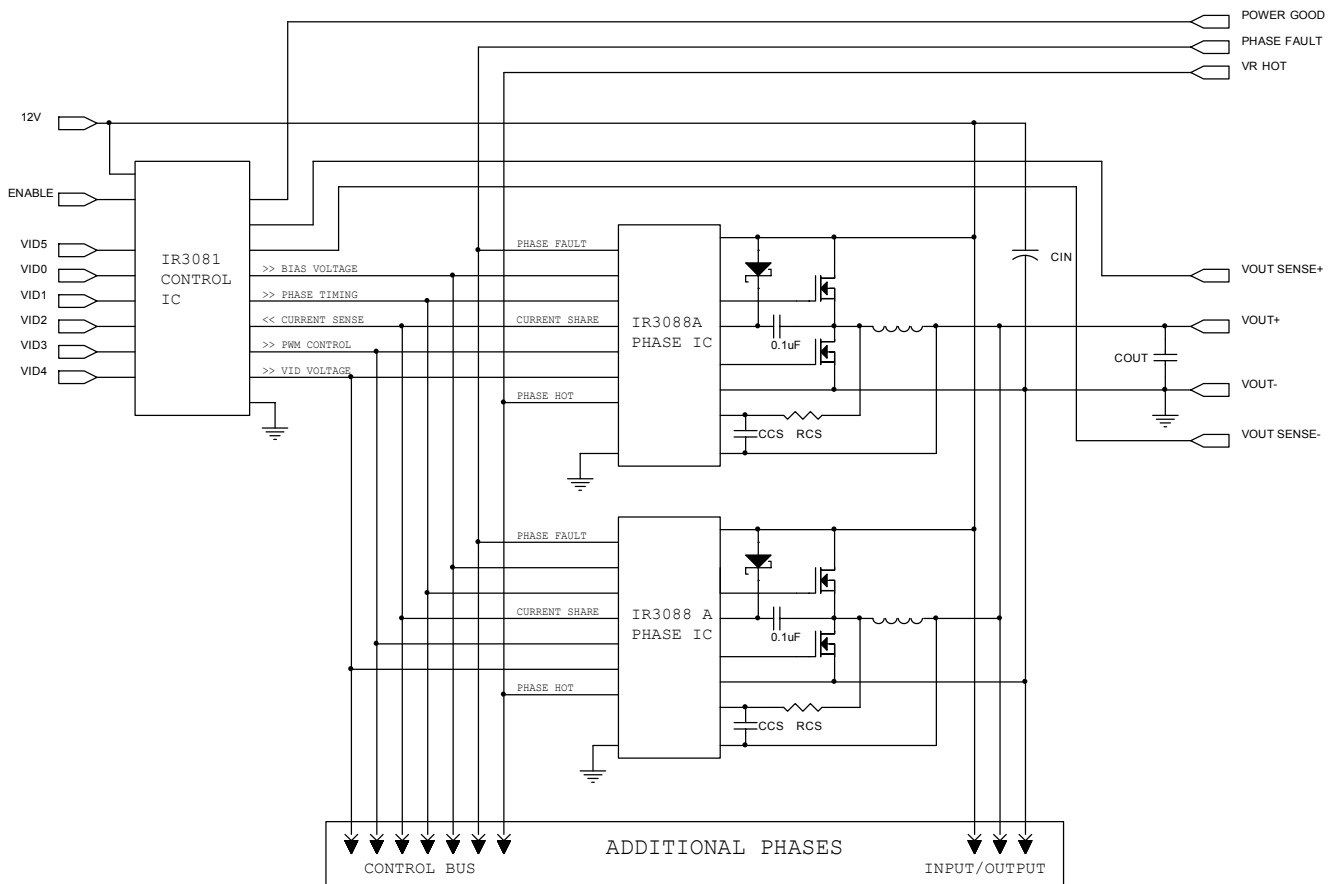 POWER GOOD
PHASE FAULT
VR HOT
12V
ENABLE
VID5
VID0
VID1
VID2
VID3
VID4
IR3081
CONTROL
IC
>> BIAS VOLTAGE
>> PHASE TIMING
<< CURRENT SENSE
>> PWM CONTROL
>> VID VOLTAGE
PHASE FAULT
CURRENT SHARE
PHASE HOT
IR3088A
PHASE IC
0.1uF
CCS RCS
CIN
COUT
VOUT SENSE+
VOUT+
VOUT-
VOUT SENSE-
PHASE FAULT
CURRENT SHARE
PHASE HOT
IR3088 A
PHASE IC
0.1uF
CCS RCS
ADDITIONAL PHASES
CONTROL BUS
INPUT/OUTPUT